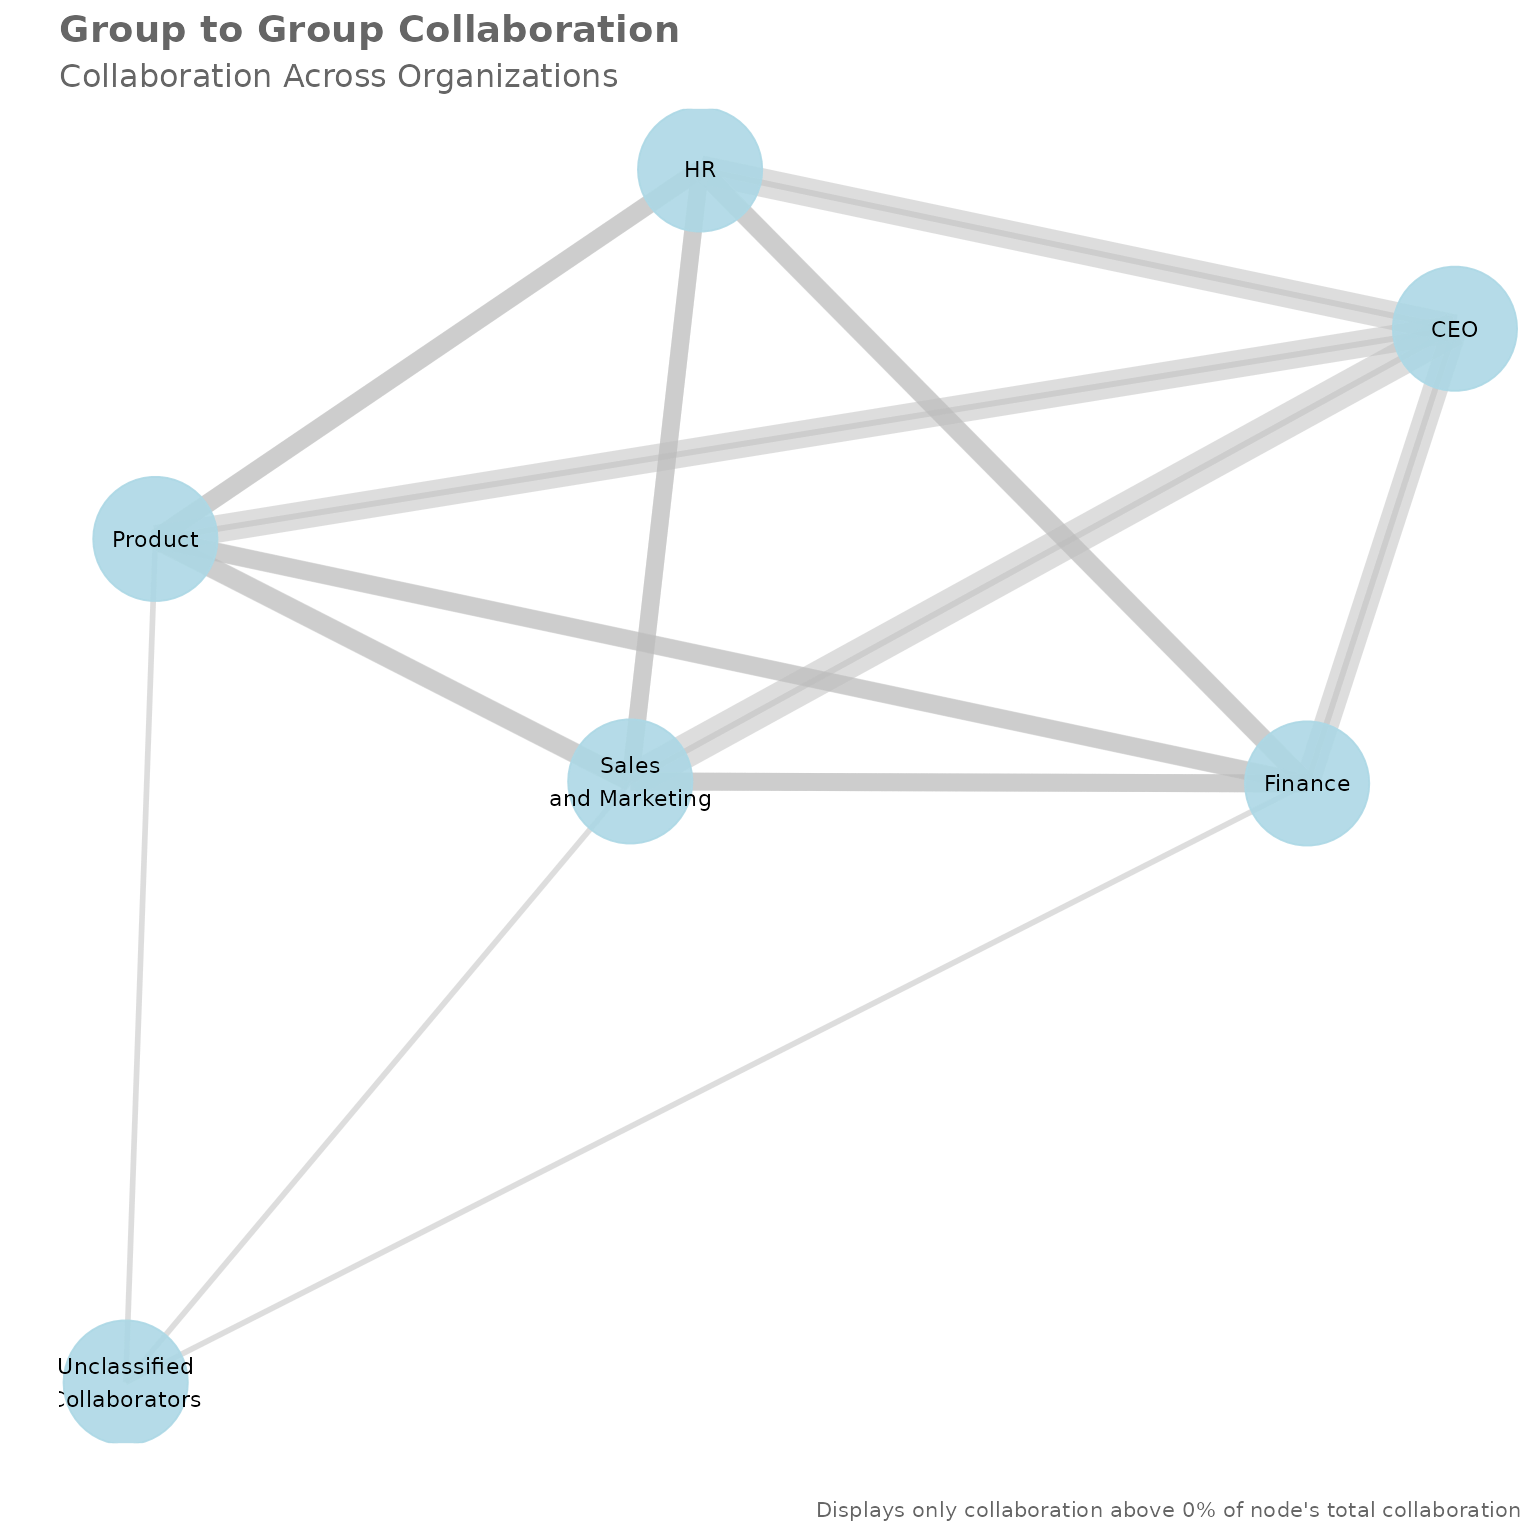 Group to Group Collaboration
Collaboration Across Organizations
HR
CEO
Product
Sales
and Marketing
Finance
Unclassified
Collaborators
Displays only collaboration above 0% of node's total collaboration